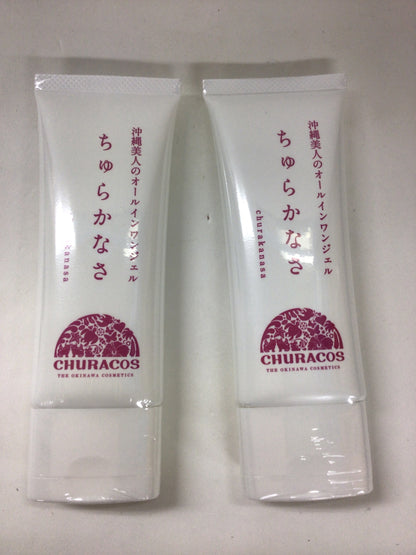 沖縄美人のオールインワンジェル
ちゅらかなさ
CHURACOS
THE OKINAWA COSMETICS
沖縄美人のオールインワンジェル
ちゅらかなさ
churakanasa
CHURACOS
THE OKINAWA COSMETICS